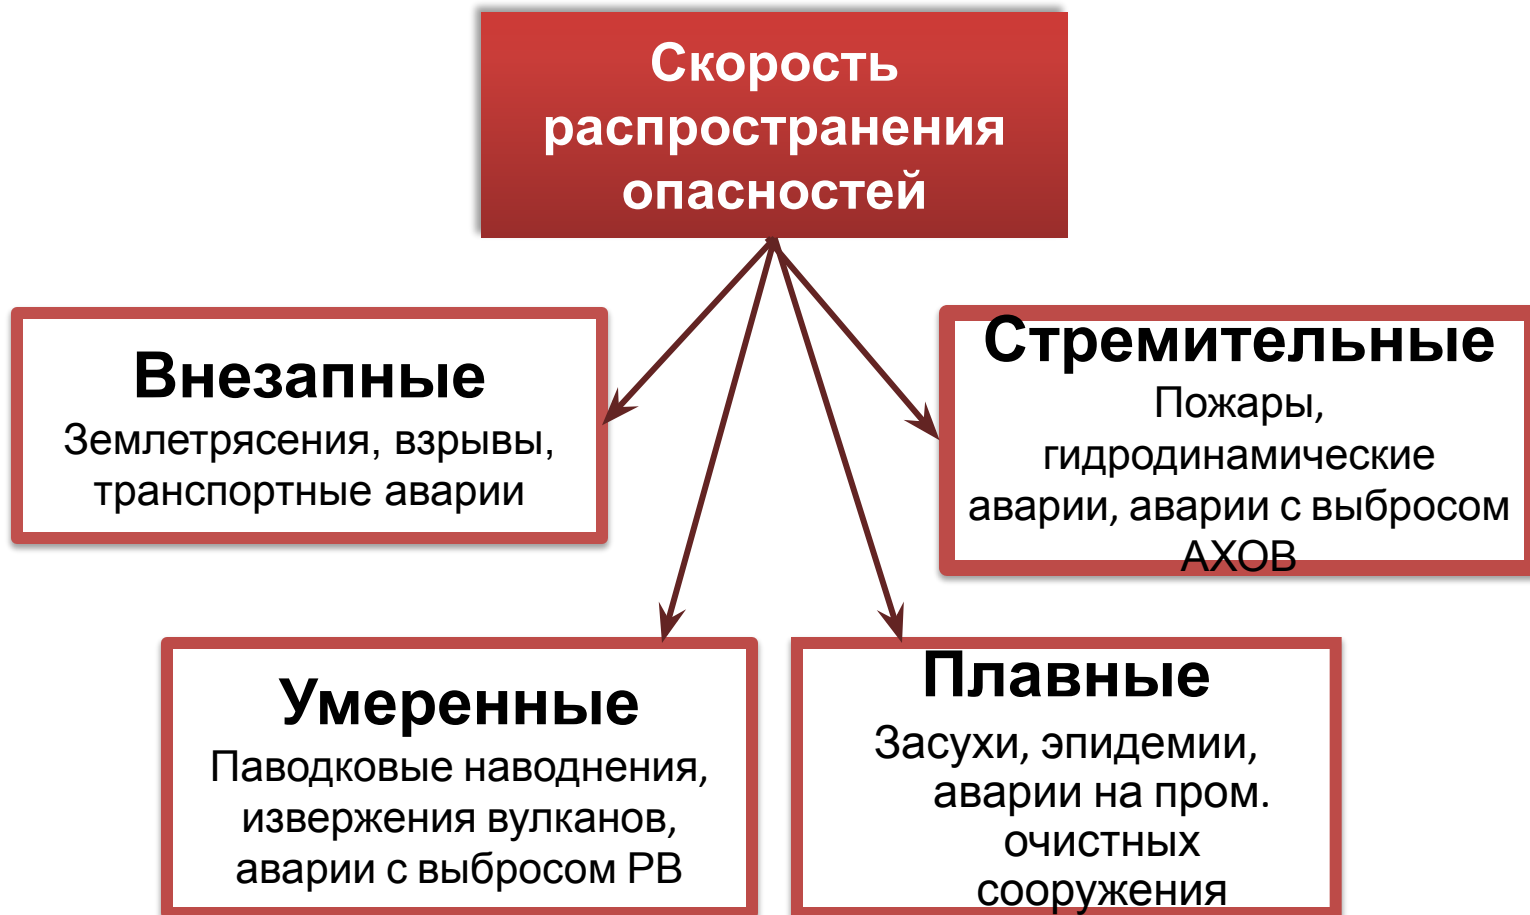 Скорость
распространения
опасностей
Внезапные
Землетрясения, взрывы,
транспортные аварии
Стремительные
Пожары,
гидродинамические
аварии, аварии с выбросом
АХОВ
Умеренные
Паводковые наводнения,
извержения вулканов,
аварии с выбросом РВ
Плавные
Засухи, эпидемии,
аварии на пром.
очистных
сооружения